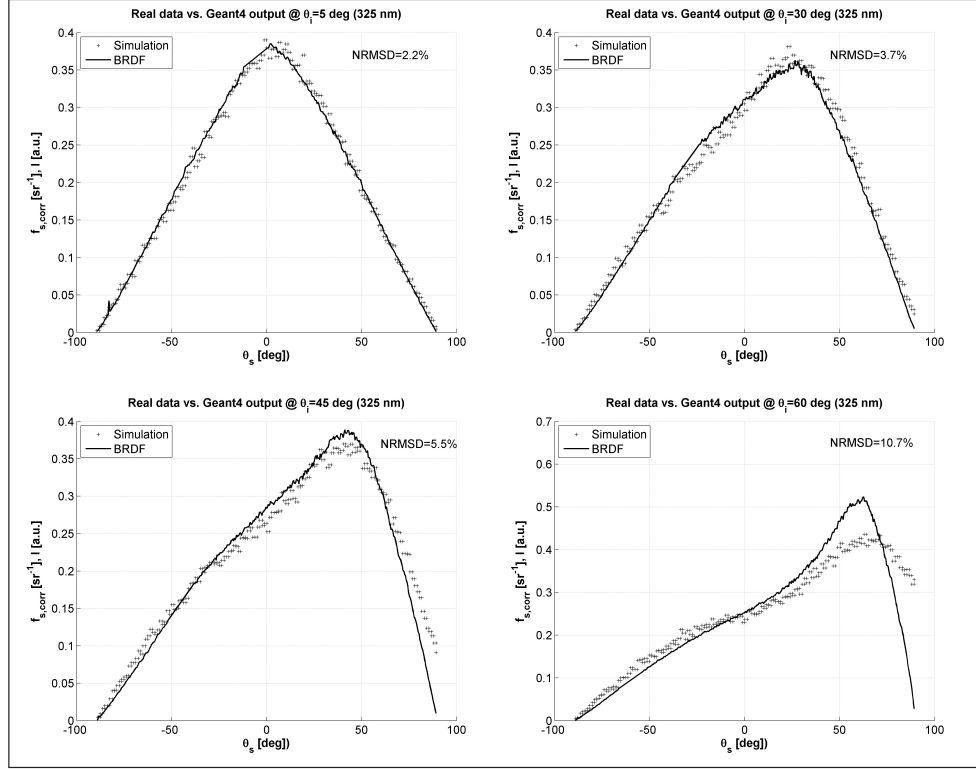 Real data vs. Geant4 output @ θi=5 deg (325 nm)
Simulation
BRDF
NRMSD=2.2%
0.4
0.35
0.3
0.25
0.2
0.15
0.1
0.05
0
-100 -50 0 50 100
fs,corr [sr-1], I [a.u.]
θs [deg])
Real data vs. Geant4 output @ θi=30 deg (325 nm)
Simulation
BRDF
NRMSD=3.7%
0.4
0.35
0.3
0.25
0.2
0.15
0.1
0.05
0
-100 -50 0 50 100
fs,corr [sr-1], I [a.u.]
θs [deg])
Real data vs. Geant4 output @ θi=45 deg (325 nm)
Simulation
BRDF
NRMSD=5.5%
0.4
0.35
0.3
0.25
0.2
0.15
0.1
0.05
0
-100 -50 0 50 100
fs,corr [sr-1], I [a.u.]
θs [deg])
Real data vs. Geant4 output @ θi=60 deg (325 nm)
Simulation
BRDF
NRMSD=10.7%
0.7
0.6
0.5
0.4
0.3
0.2
0.1
0
-100 -50 0 50 100
fs,corr [sr-1], I [a.u.]
θs [deg])